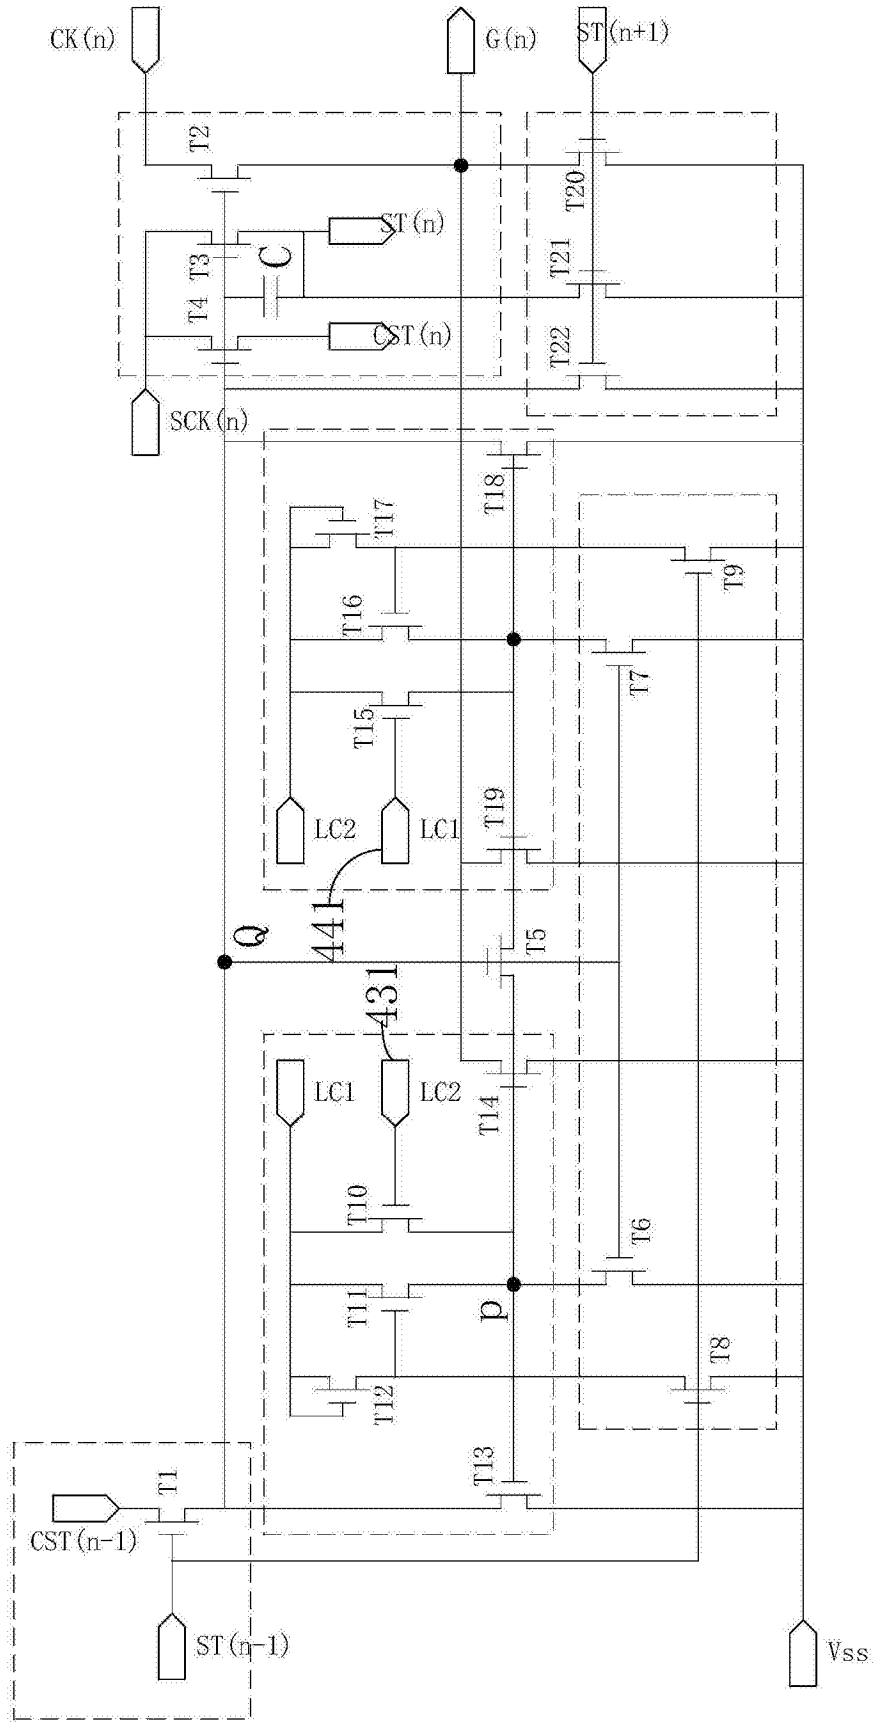 CK(n)
G(n)
ST(n+1)
T2
T20
ST(n)
C
T3
T21
T4
CST(n)
T22
SCK(n)
T18
T17
T9
T16
T7
T15
T19
LC2
LC1
441
Q
T5
431
LC1
LC2
T14
T10
T6
T11
p
T8
T12
T13
T1
CST(n-1)
ST(n-1)
Vss